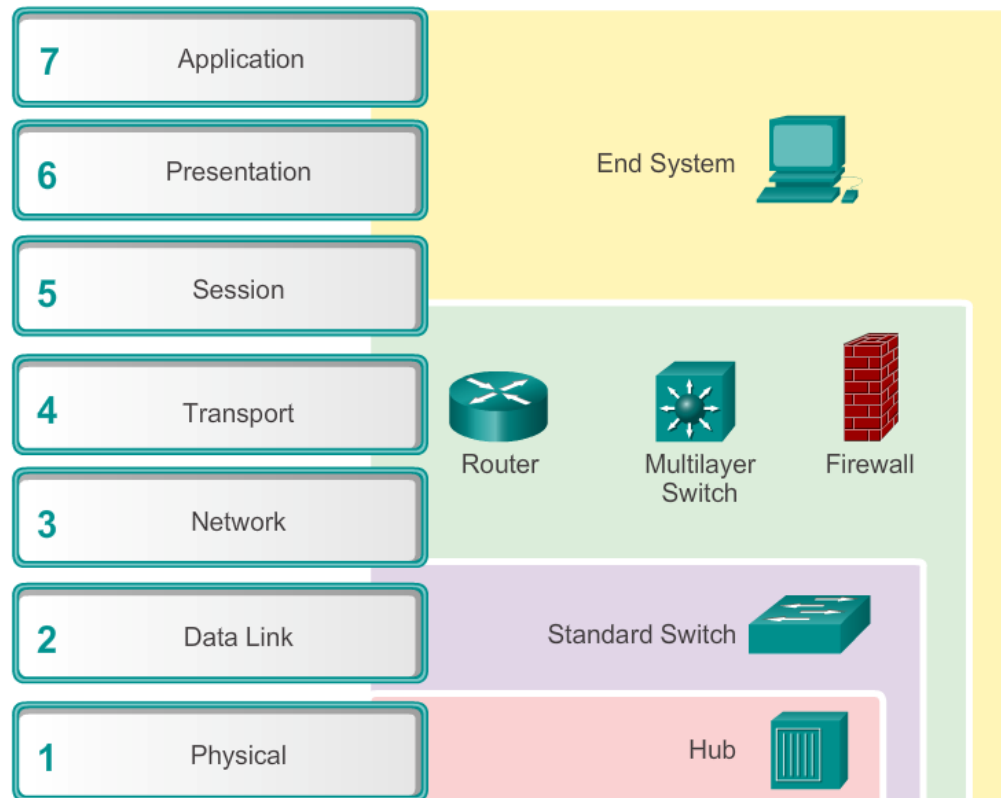 7 Application
6 Presentation
End System
5 Session
4 Transport
Router
Multilayer
Switch
Firewall
3 Network
2 Data Link
Standard Switch
1 Physical
Hub